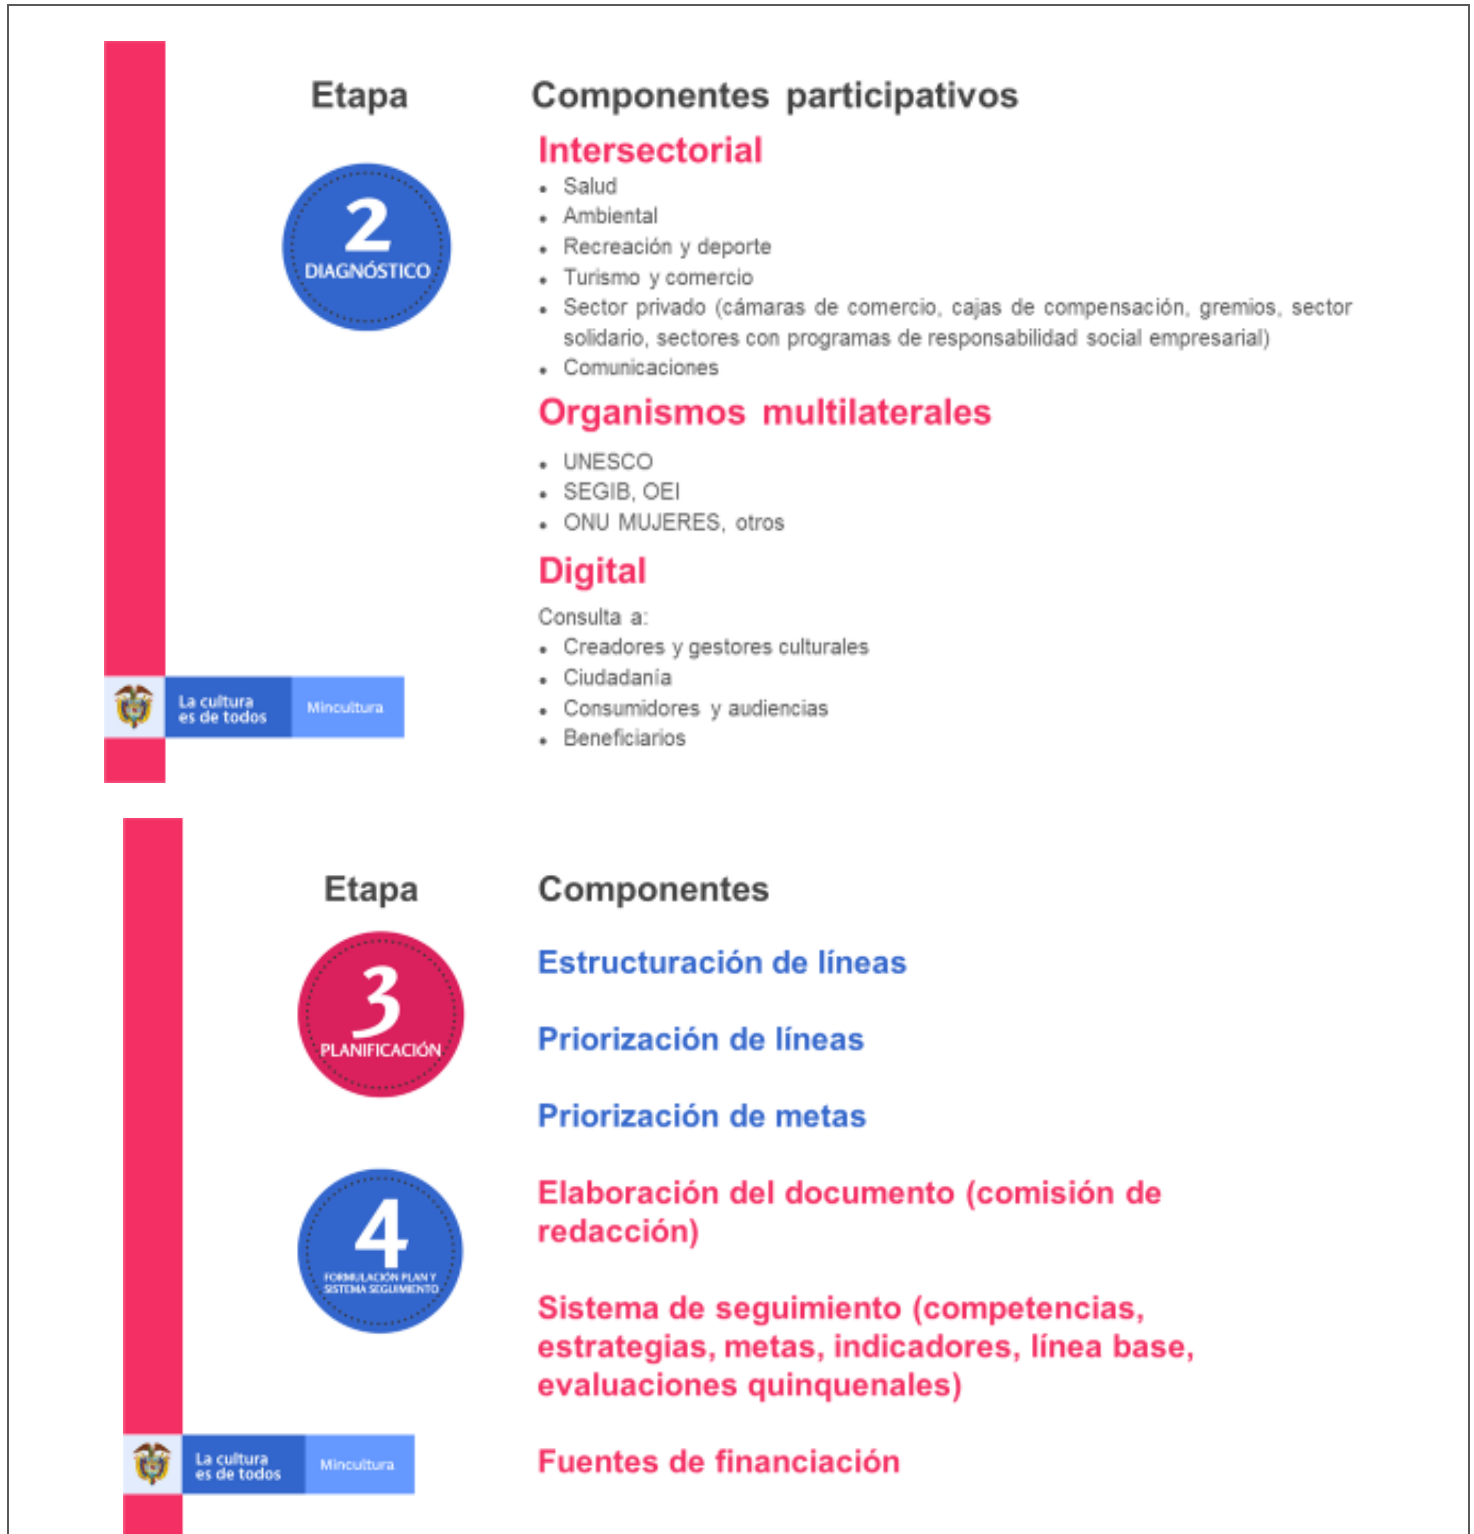 Etapa
Componentes participativos
2
DIAGNÓSTICO
Intersectorial
• Salud
• Ambiental
• Recreación y deporte
• Turismo y comercio
• Sector privado (cámaras de comercio, cajas de compensación, gremios, sector
solidario, sectores con programas de responsabilidad social empresarial)
• Comunicaciones
Organismos multilaterales
• UNESCO
• SEGIB, OEI
• ONU MUJERES, otros
Digital
Consulta a:
• Creadores y gestores culturales
• Ciudadanía
• Consumidores y audiencias
• Beneficiarios
La cultura
es de todos
Mincultura
Etapa
Componentes
3
PLANIFICACIÓN
Estructuración de líneas
Priorización de líneas
Priorización de metas
4
FORMULACIÓN PLAN Y
SISTEMA SEGUIMIENTO
Elaboración del documento (comisión de
redacción)
Sistema de seguimiento (competencias,
estrategias, metas, indicadores, línea base,
evaluaciones quinquenales)
Fuentes de financiación
La cultura
es de todos
Mincultura